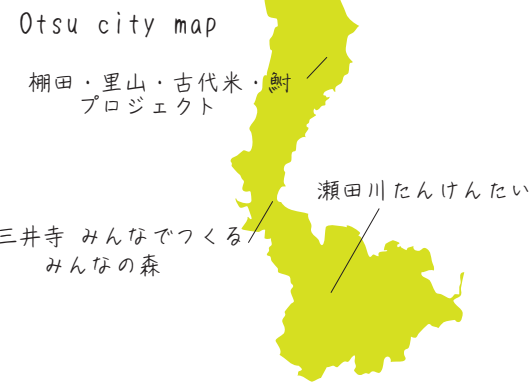 Otsu city map
棚田・里山・古代米・鮒
プロジェクト
瀬田川たんけんたい
三井寺 みんなでつくる
みんなの森